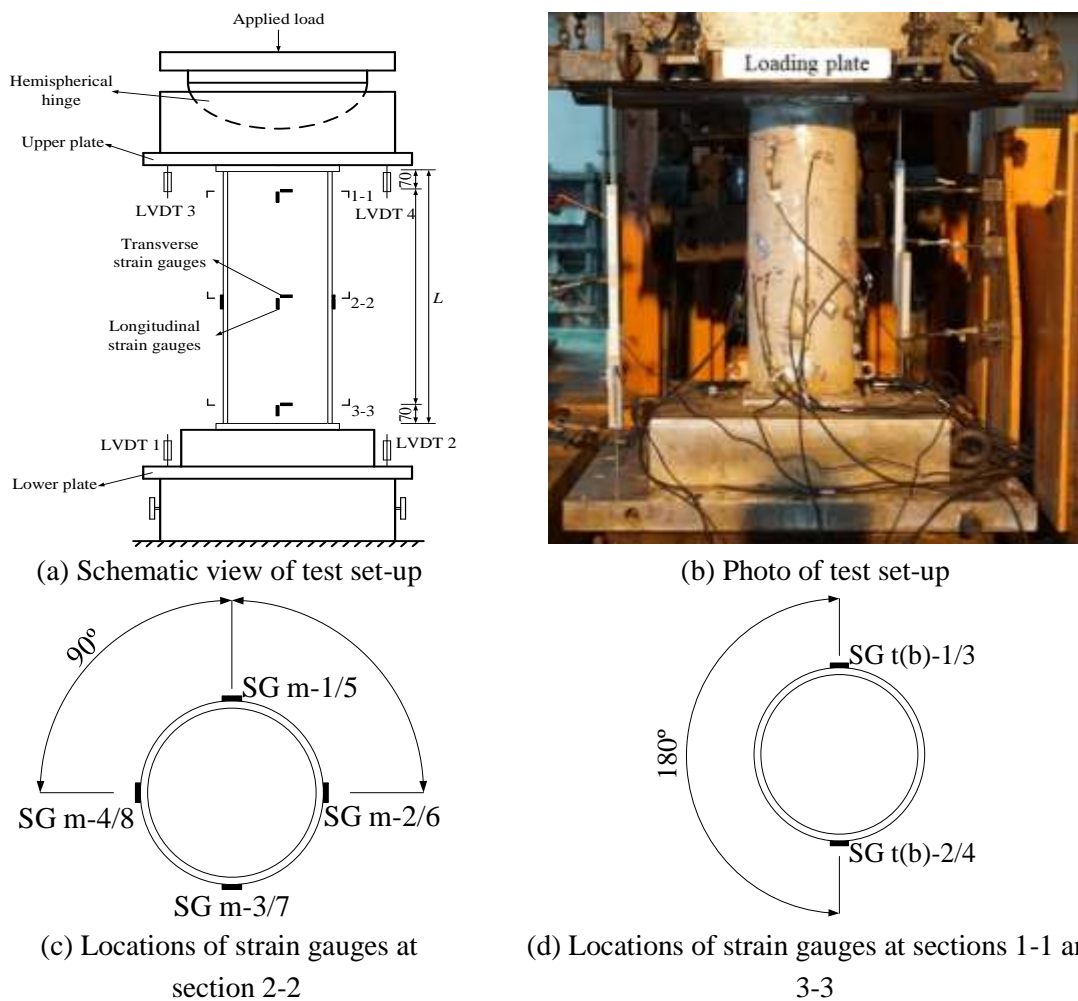 Applied load
Hemispherical
hinge
Upper plate
70
1-1
LVDT 3
LVDT 4
Transverse
strain gauges
2-2
L
Longitudinal
strain gauges
3-3
70
LVDT 1
LVDT 2
Lower plate
(a) Schematic view of test set-up
Loading plate
(b) Photo of test set-up
90º
SG m-1/5
SG m-4/8
SG m-2/6
SG m-3/7
(c) Locations of strain gauges at
section 2-2
SG t(b)-1/3
180º
SG t(b)-2/4
(d) Locations of strain gauges at sections 1-1 an
3-3